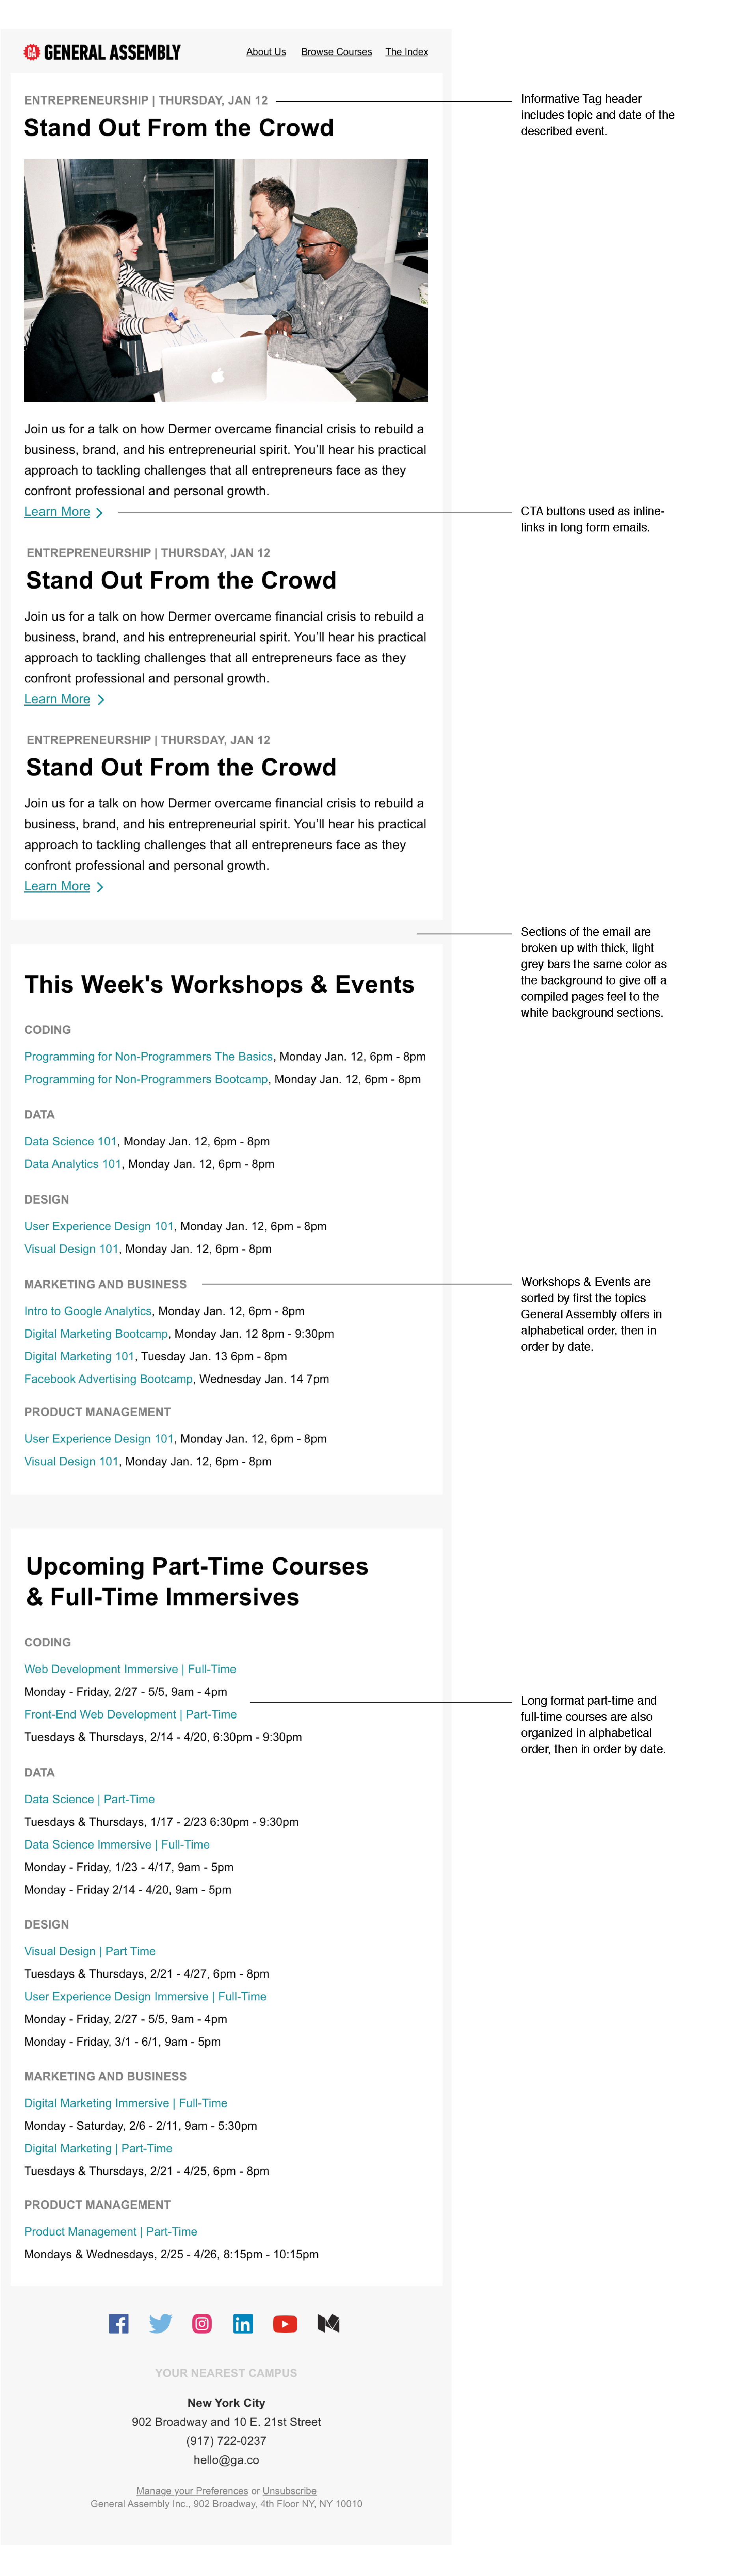 GA GENERAL ASSEMBLY
About Us Browse Courses The Index
ENTREPRENEURSHIP | THURSDAY, JAN 12
Informative Tag header
includes topic and date of the
described event.
Stand Out From the Crowd
Join us for a talk on how Dermer overcame financial crisis to rebuild a
business, brand, and his entrepreneurial spirit. You'll hear his practical
approach to tackling challenges that all entrepreneurs face as they
confront professional and personal growth.
Learn More >
CTA buttons used as inline-
links in long form emails.
ENTREPRENEURSHIP | THURSDAY, JAN 12
Stand Out From the Crowd
Join us for a talk on how Dermer overcame financial crisis to rebuild a
business, brand, and his entrepreneurial spirit. You'll hear his practical
approach to tackling challenges that all entrepreneurs face as they
confront professional and personal growth.
Learn More >
ENTREPRENEURSHIP | THURSDAY, JAN 12
Stand Out From the Crowd
Join us for a talk on how Dermer overcame financial crisis to rebuild a
business, brand, and his entrepreneurial spirit. You'll hear his practical
approach to tackling challenges that all entrepreneurs face as they
confront professional and personal growth.
Learn More >
Sections of the email are
broken up with thick, light
grey bars the same color as
the background to give off a
compiled pages feel to the
white background sections.
This Week's Workshops & Events
CODING
Programming for Non-Programmers The Basics, Monday Jan. 12, 6pm - 8pm
Programming for Non-Programmers Bootcamp, Monday Jan. 12, 6pm - 8pm
DATA
Data Science 101, Monday Jan. 12, 6pm - 8pm
Data Analytics 101, Monday Jan. 12, 6pm - 8pm
DESIGN
User Experience Design 101, Monday Jan. 12, 6pm - 8pm
Visual Design 101, Monday Jan. 12, 6pm - 8pm
MARKETING AND BUSINESS
Workshops & Events are
sorted by first the topics
General Assembly offers in
alphabetical order, then in
order by date.
Intro to Google Analytics, Monday Jan. 12, 6pm - 8pm
Digital Marketing Bootcamp, Monday Jan. 12 8pm - 9:30pm
Digital Marketing 101, Tuesday Jan. 13 6pm - 8pm
Facebook Advertising Bootcamp, Wednesday Jan. 14 7pm
PRODUCT MANAGEMENT
User Experience Design 101, Monday Jan. 12, 6pm - 8pm
Visual Design 101, Monday Jan. 12, 6pm - 8pm
Upcoming Part-Time Courses
& Full-Time Immersives
CODING
Web Development Immersive | Full-Time
Monday - Friday, 2/27 - 5/5, 9am - 4pm
Front-End Web Development | Part-Time
Tuesdays & Thursdays, 2/14 - 4/20, 6:30pm - 9:30pm
Long format part-time and
full-time courses are also
organized in alphabetical
order, then in order by date.
DATA
Data Science | Part-Time
Tuesdays & Thursdays, 1/17 - 2/23 6:30pm - 9:30pm
Data Science Immersive | Full-Time
Monday - Friday, 1/23 - 4/17, 9am - 5pm
Monday - Friday 2/14 - 4/20, 9am - 5pm
DESIGN
Visual Design | Part Time
Tuesdays & Thursdays, 2/21 - 4/27, 6pm - 8pm
User Experience Design Immersive | Full-Time
Monday - Friday, 2/27 - 5/5, 9am - 4pm
Monday - Friday, 3/1 - 6/1, 9am - 5pm
MARKETING AND BUSINESS
Digital Marketing Immersive | Full-Time
Monday - Saturday, 2/6 - 2/11, 9am - 5:30pm
Digital Marketing | Part-Time
Tuesdays & Thursdays, 2/21 - 4/25, 6pm - 8pm
PRODUCT MANAGEMENT
Product Management | Part-Time
Mondays & Wednesdays, 2/25 - 4/26, 8:15pm - 10:15pm
YOUR NEAREST CAMPUS
New York City
902 Broadway and 10 E. 21st Street
(917) 722-0237
hello@ga.co
Manage your Preferences or Unsubscribe
General Assembly Inc., 902 Broadway, 4th Floor NY, NY 10010